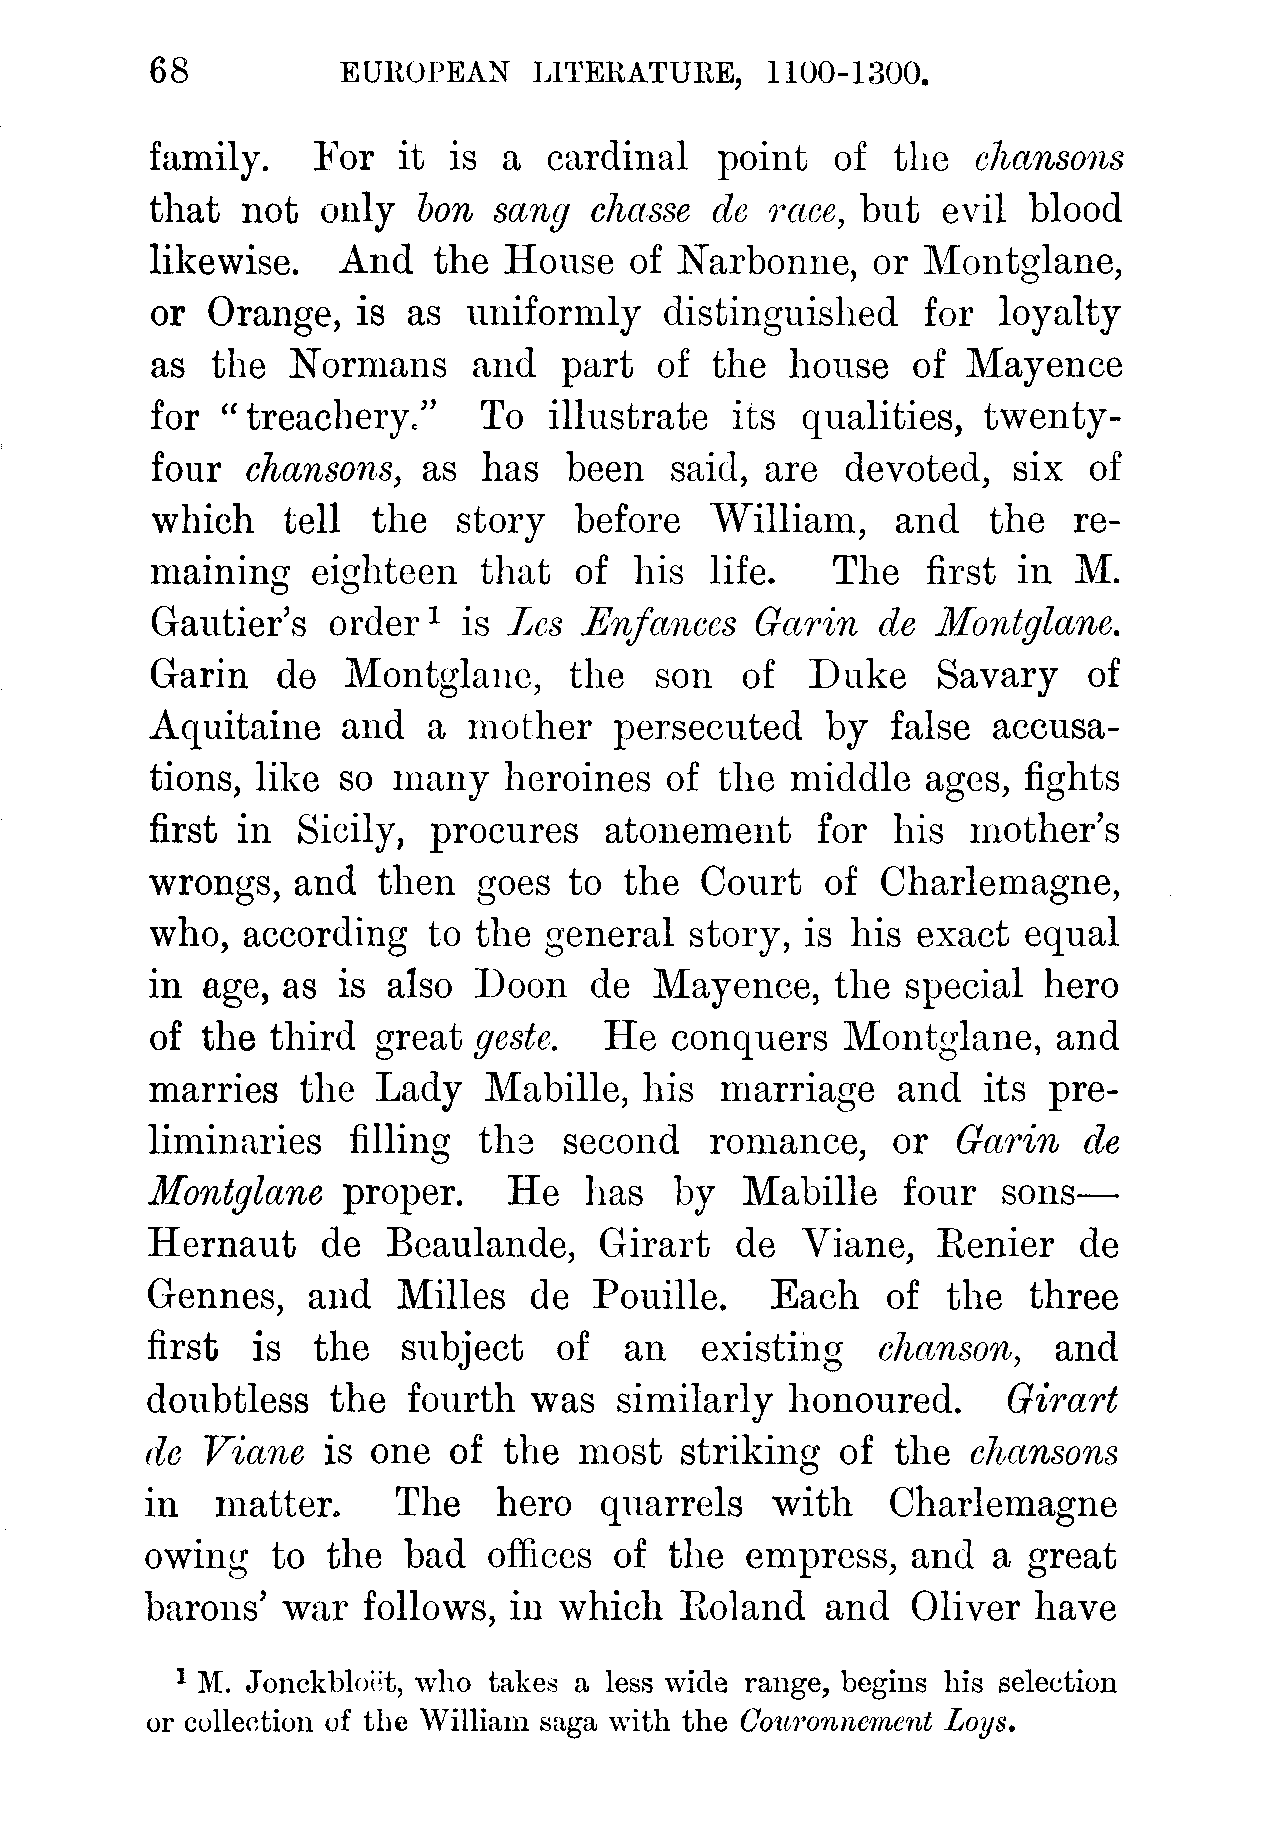 68 EUROPEAN LITERATURE, 1100-1300.
family. For it is a cardinal point of the chansons
that not only bon sang chasse de race, but evil blood
likewise. And the House of Narbonne, or Montglane,
or Orange, is as uniformly distinguished for loyalty
as the Normans and part of the house of Mayence
for "treachery." To illustrate its qualities, twenty-
four chansons, as has been said, are devoted, six of
which tell the story before William, and the re-
maining eighteen that of his life. The first in M.
Gautier's order¹ is Les Enfances Garin de Montglane.
Garin de Montglane, the son of Duke Savary of
Aquitaine and a mother persecuted by false accusa-
tions, like so many heroines of the middle ages, fights
first in Sicily, procures atonement for his mother's
wrongs, and then goes to the Court of Charlemagne,
who, according to the general story, is his exact equal
in age, as is also Doon de Mayence, the special hero
of the third great geste. He conquers Montglane, and
marries the Lady Mabille, his marriage and its pre-
liminaries filling the second romance, or Garin de
Montglane proper. He has by Mabille four sons—
Hernaut de Beaulande, Girart de Viane, Renier de
Gennes, and Milles de Pouille. Each of the three
first is the subject of an existing chanson, and
doubtless the fourth was similarly honoured. Girart
de Viane is one of the most striking of the chansons
in matter. The hero quarrels with Charlemagne
owing to the bad offices of the empress, and a great
barons' war follows, in which Roland and Oliver have
¹ M. Jonckbloët, who takes a less wide range, begins his selection
or collection of the William saga with the Couronnement Loys.